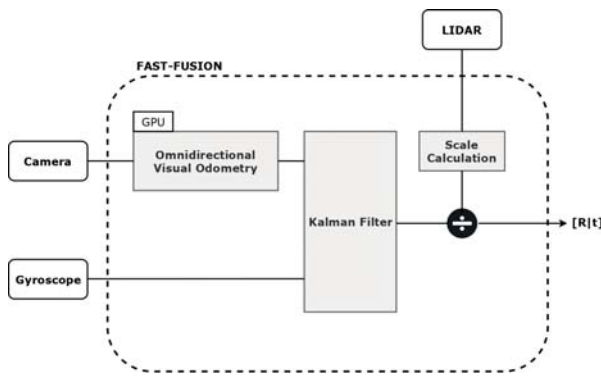 LIDAR
FAST-FUSION
GPU
Camera
Omnidirectional
Visual Odometry
Scale
Calculation
Kalman Filter
÷
[R|t]
Gyroscope